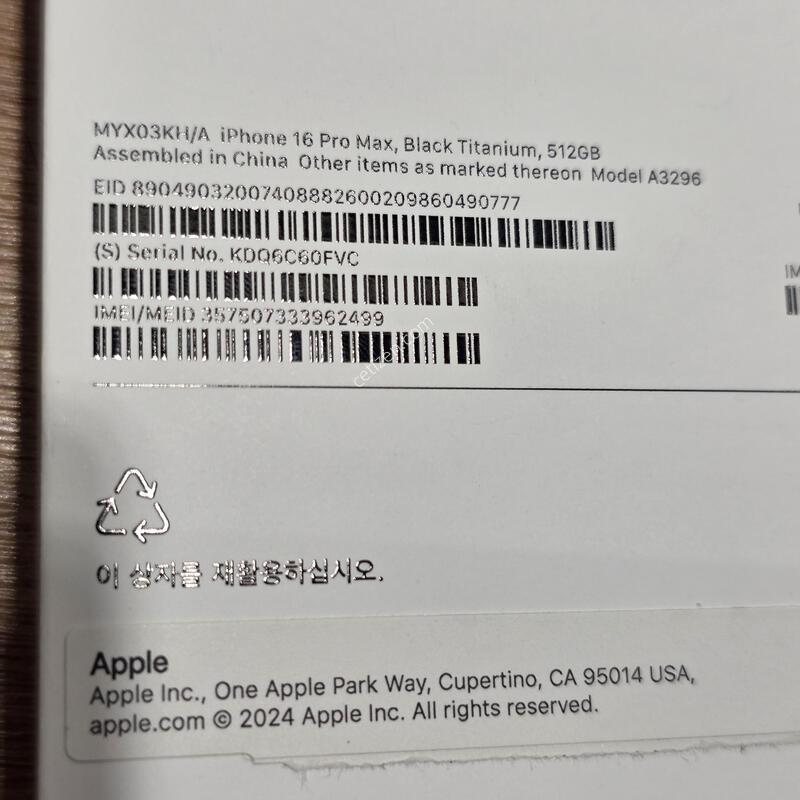 MYX03KH/A iPhone 16 Pro Max, Black Titanium, 512GB
Assembled in China Other items as marked thereon Model A3296
EID 89049032007408882600209860490777
(S) Serial No. KDQ6C60FVC
IMEI/MEID 357507333962499
IM
cetizen.com
이 상자를 재활용하십시오.
Apple
Apple Inc., One Apple Park Way, Cupertino, CA 95014 USA,
apple.com © 2024 Apple Inc. All rights reserved.